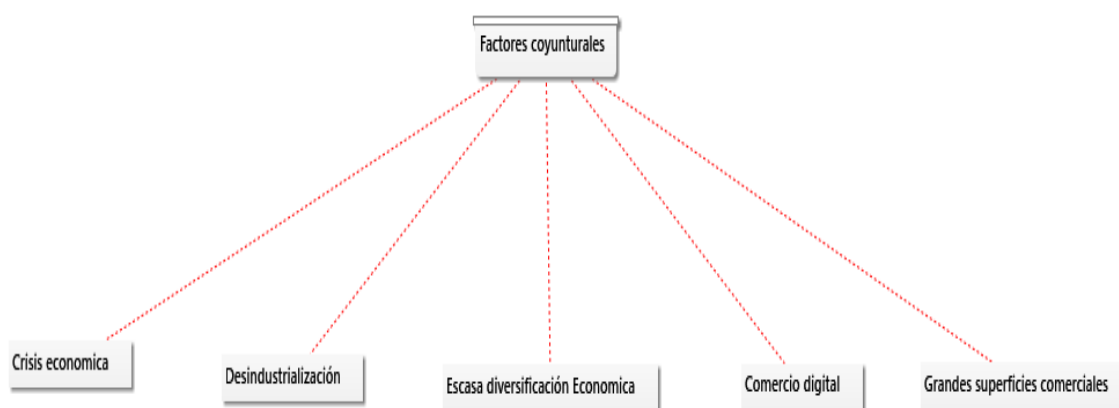 Factores coyunturales
Crisis economica
Desindustrialización
Escasa diversificación Economica
Comercio digital
Grandes superficies comerciales